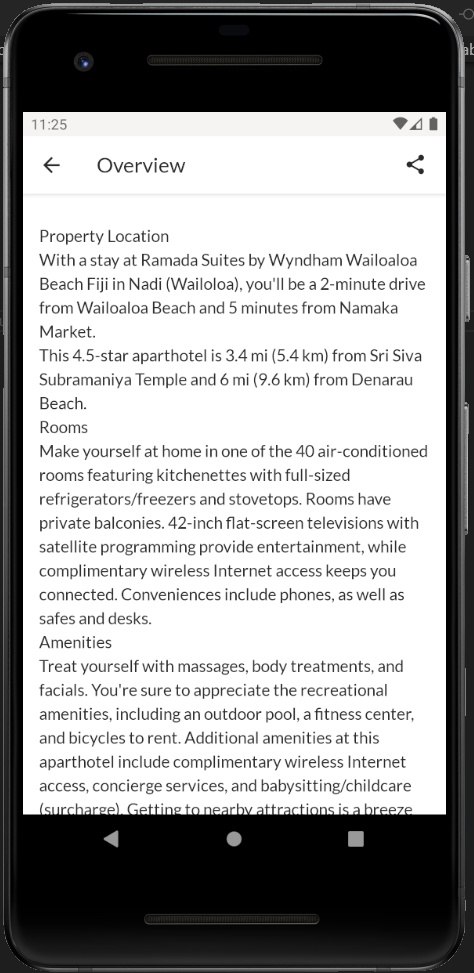 11:25
Overview
Property Location
With a stay at Ramada Suites by Wyndham Wailoaloa
Beach Fiji in Nadi (Wailoloa), you'll be a 2-minute drive
from Wailoaloa Beach and 5 minutes from Namaka
Market.
This 4.5-star aparthotel is 3.4 mi (5.4 km) from Sri Siva
Subramaniya Temple and 6 mi (9.6 km) from Denarau
Beach.
Rooms
Make yourself at home in one of the 40 air-conditioned
rooms featuring kitchenettes with full-sized
refrigerators/freezers and stovetops. Rooms have
private balconies. 42-inch flat-screen televisions with
satellite programming provide entertainment, while
complimentary wireless Internet access keeps you
connected. Conveniences include phones, as well as
safes and desks.
Amenities
Treat yourself with massages, body treatments, and
facials. You're sure to appreciate the recreational
amenities, including an outdoor pool, a fitness center,
and bicycles to rent. Additional amenities at this
aparthotel include complimentary wireless Internet
access, concierge services, and babysitting/childcare
(surcharge). Getting to nearby attractions is a breeze